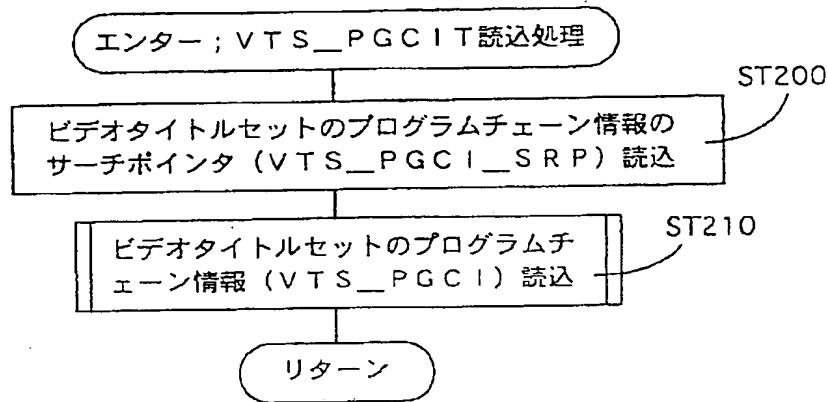 エンター；ＶＴＳ＿ＰＧＣＩＴ読込処理
ST200
ビデオタイトルセットのプログラムチェーン情報の
サーチポインタ（ＶＴＳ＿ＰＧＣＩ＿ＳＲＰ）読込
ST210
ビデオタイトルセットのプログラムチ
ェーン情報（ＶＴＳ＿ＰＧＣＩ）読込
リターン